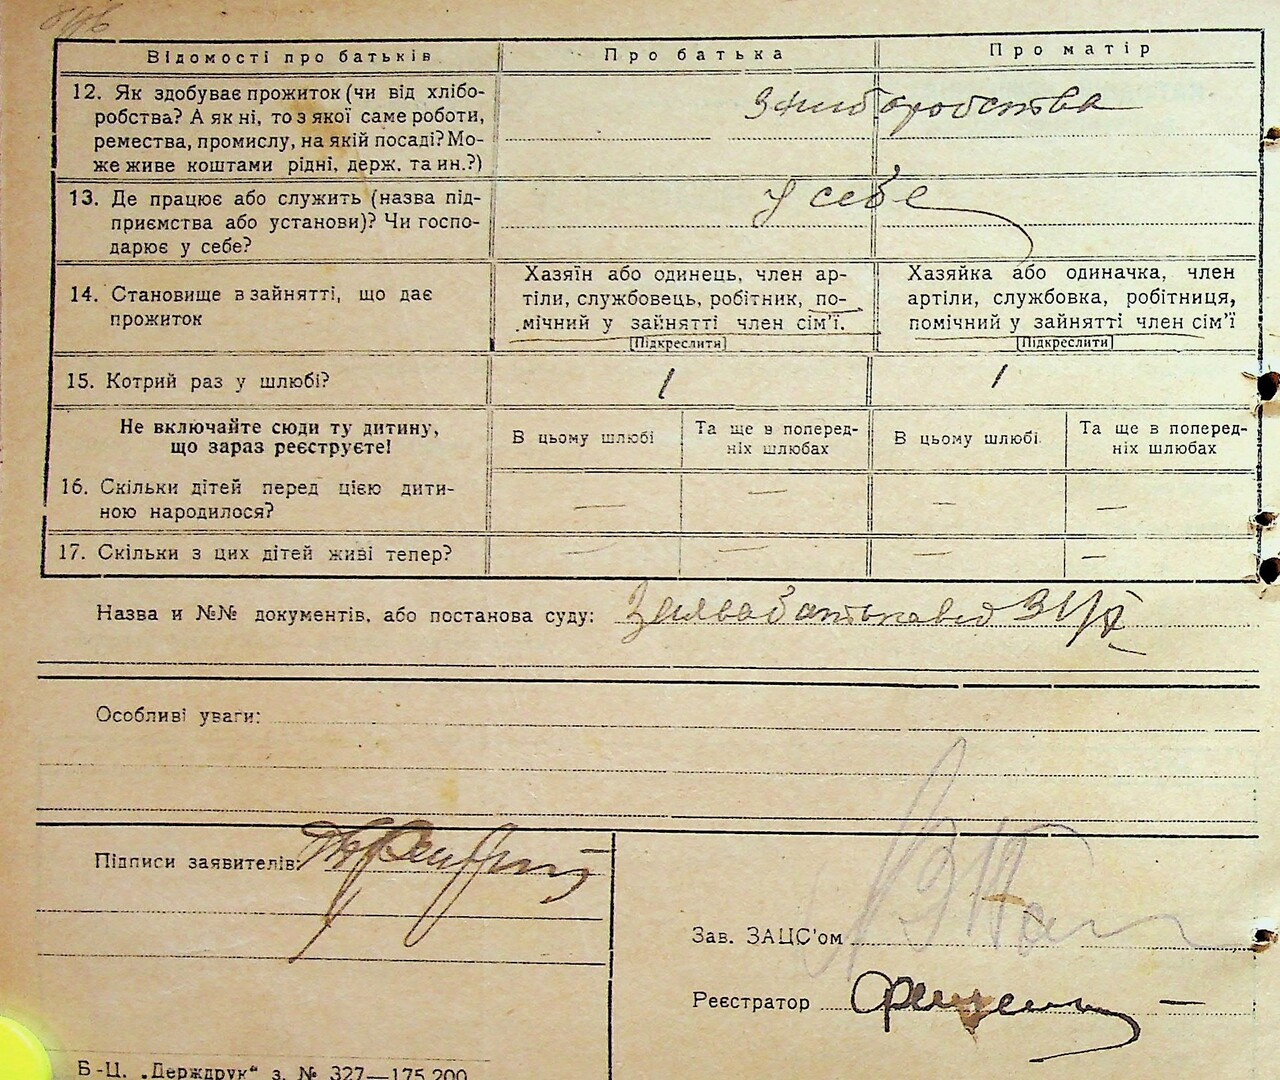 Відомості про батьків Про батька Про матір
12. Як здобуває прожиток (чи від хлібо-
робства? А як ні, то з якої саме роботи,
ремества, промислу, на якій посаді? Мо-
же живе коштами рідні, держ. та ин.?)
З хліборобства
13. Де працює або служить (назва під-
приємства або установи)? Чи госпо-
дарює у себе?
у себе
14. Становище в зайнятті, що дає
прожиток
Хазяїн або одинець, член ар-
тіли, службовець, робітник, по-
мічний у зайнятті член сім'ї.
[Підкреслити]
Хазяйка або одиначка, член
артіли, службовка, робітниця,
помічний у зайнятті член сім'ї
[Підкреслити]
15. Котрий раз у шлюбі? 1 1
Не включайте сюди ту дитину,
що зараз реєструєте!
В цьому шлюбі
Та ще в поперед-
ніх шлюбах
В цьому шлюбі
Та ще в поперед-
ніх шлюбах
16. Скільки дітей перед цією дити-
ною народилося? — — — —
17. Скільки з цих дітей живі тепер? — — — —
Назва и №№ документів, або постанова суду: Заява батькова від 31/X
Особливі уваги:
Підписи заявителів:
Зав. ЗАЦС'ом
Реєстратор
Б-Ц. „Держдрук" з. № 327—175.200